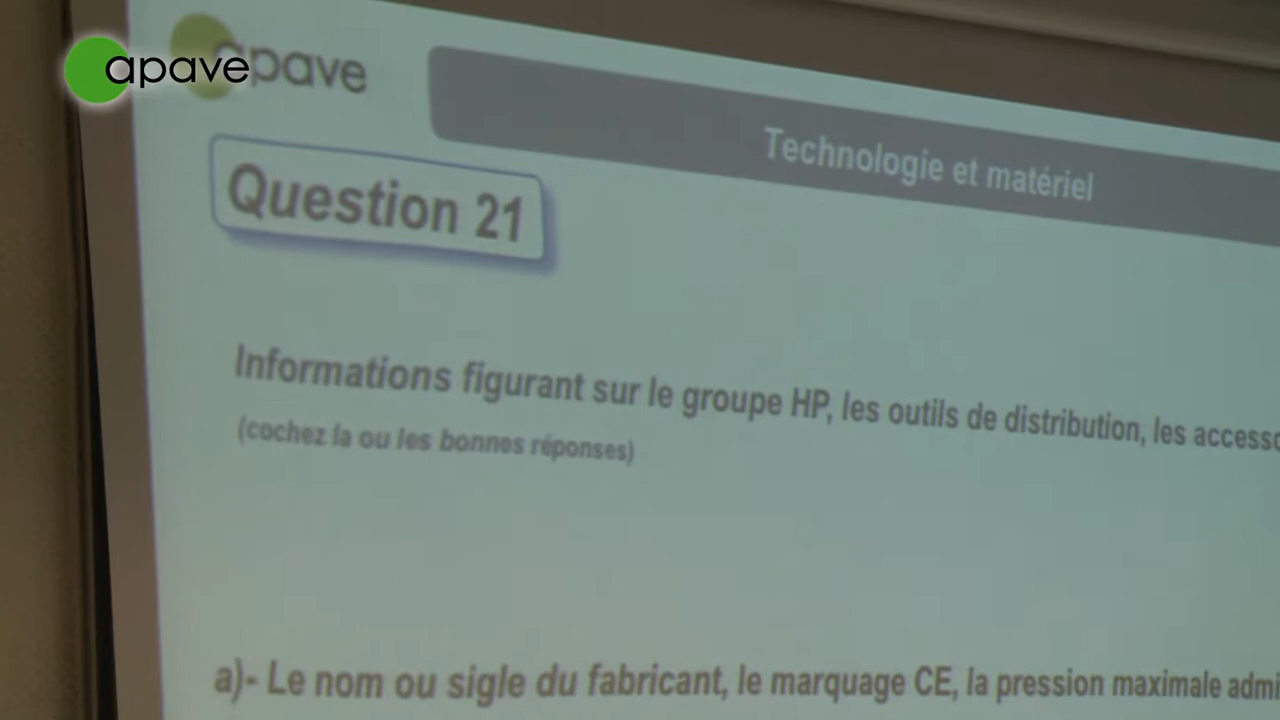 apave
apave
Technologie et matériel
Question 21
Informations figurant sur le groupe HP, les outils de distribution, les
(cochez la ou les bonnes réponses)
a)- Le nom ou sigle du fabricant, le marquage CE, la pression maximale